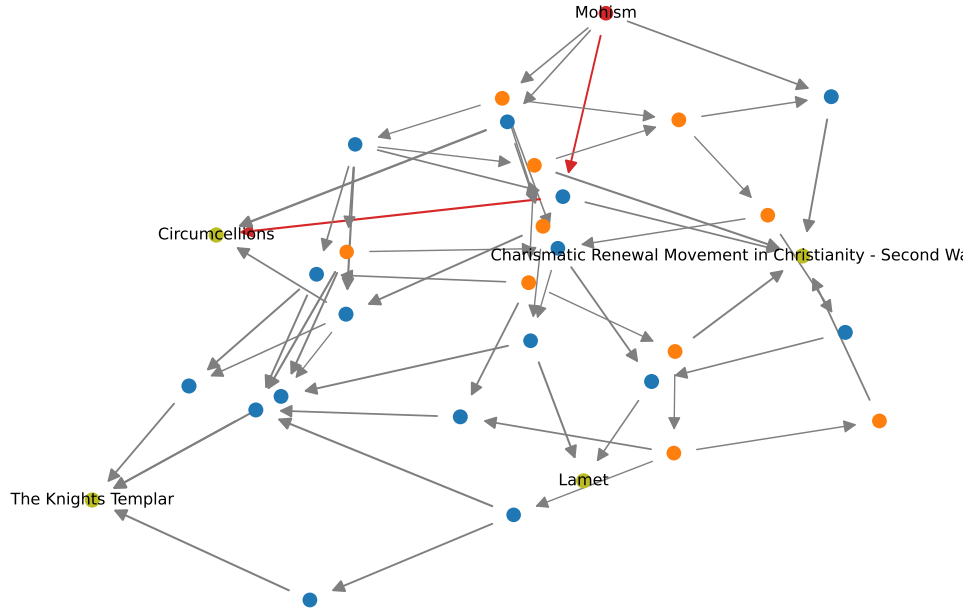 Mohism
Circumcellions
Charismatic Renewal Movement in Christianity - Second Wa
Lamet
The Knights Templar